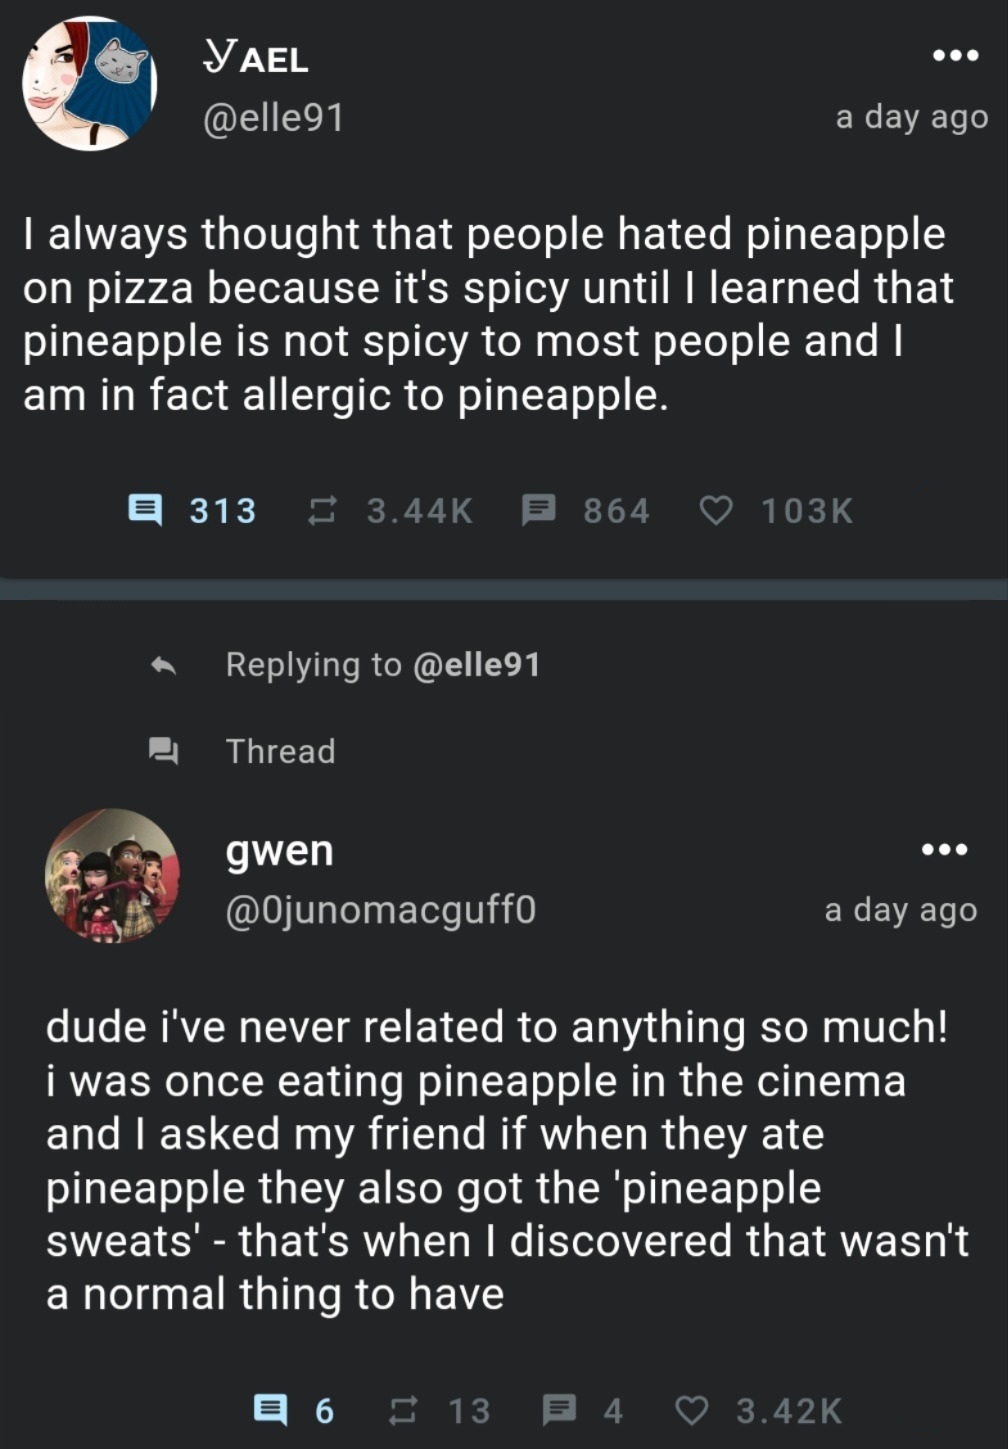 YAEL
@elle91
a day ago
I always thought that people hated pineapple
on pizza because it's spicy until I learned that
pineapple is not spicy to most people and I
am in fact allergic to pineapple.
313 3.44K 864 103K
Replying to @elle91
Thread
gwen
@0junomacguff0
a day ago
dude i've never related to anything so much!
i was once eating pineapple in the cinema
and I asked my friend if when they ate
pineapple they also got the 'pineapple
sweats' - that's when I discovered that wasn't
a normal thing to have
6 13 4 3.42K